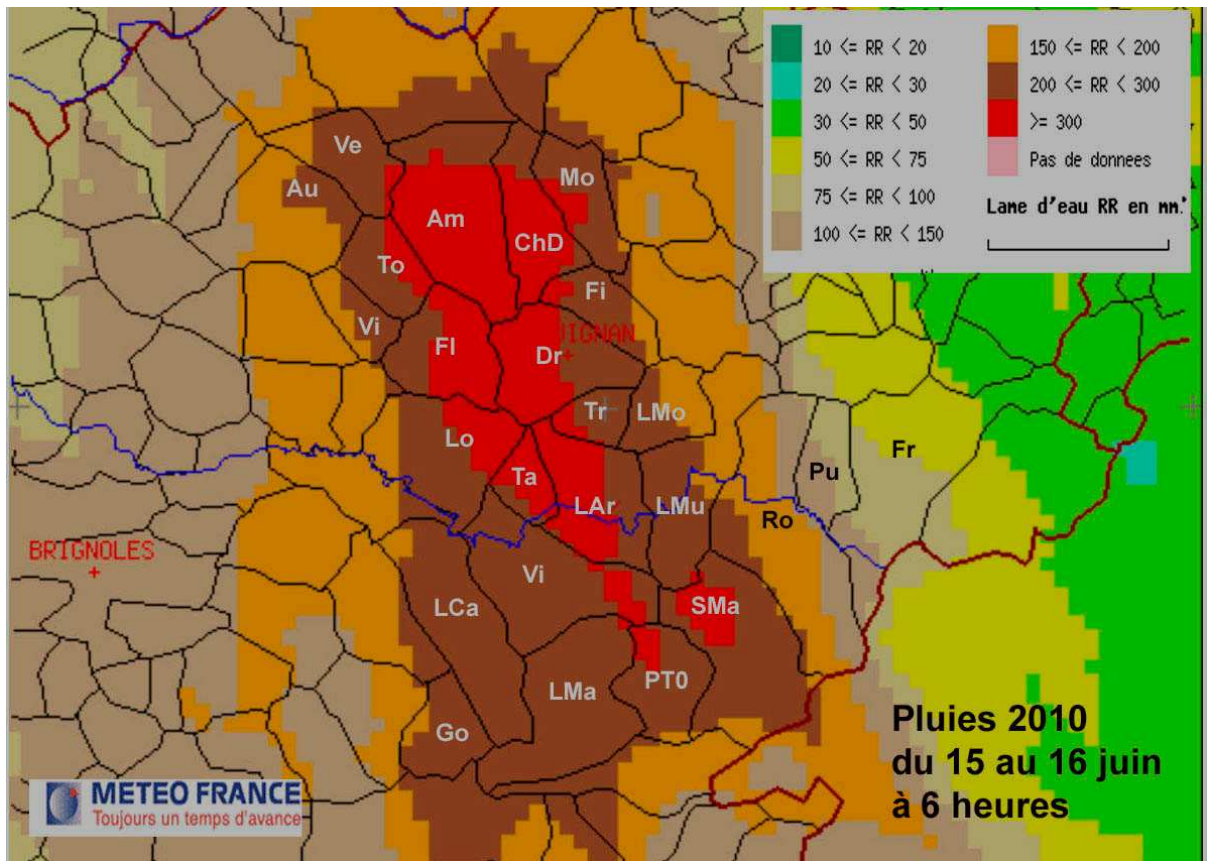 10 <= RR < 20
20 <= RR < 30
30 <= RR < 50
50 <= RR < 75
75 <= RR < 100
100 <= RR < 150
150 <= RR < 200
200 <= RR < 300
>= 300
Pas de donnees
Lame d'eau RR en mm.
Ve
Au
Mo
Am
ChD
To
Fi
Vi
Fl
UIGNAN
Dr
Tr
LMo
Lo
Fr
Ta
Pu
LAr
LMu
Ro
BRIGNOLES
Vi
LCa
SMa
LMa
PT0
Go
Pluies 2010
du 15 au 16 juin
à 6 heures
METEO FRANCE
Toujours un temps d'avance